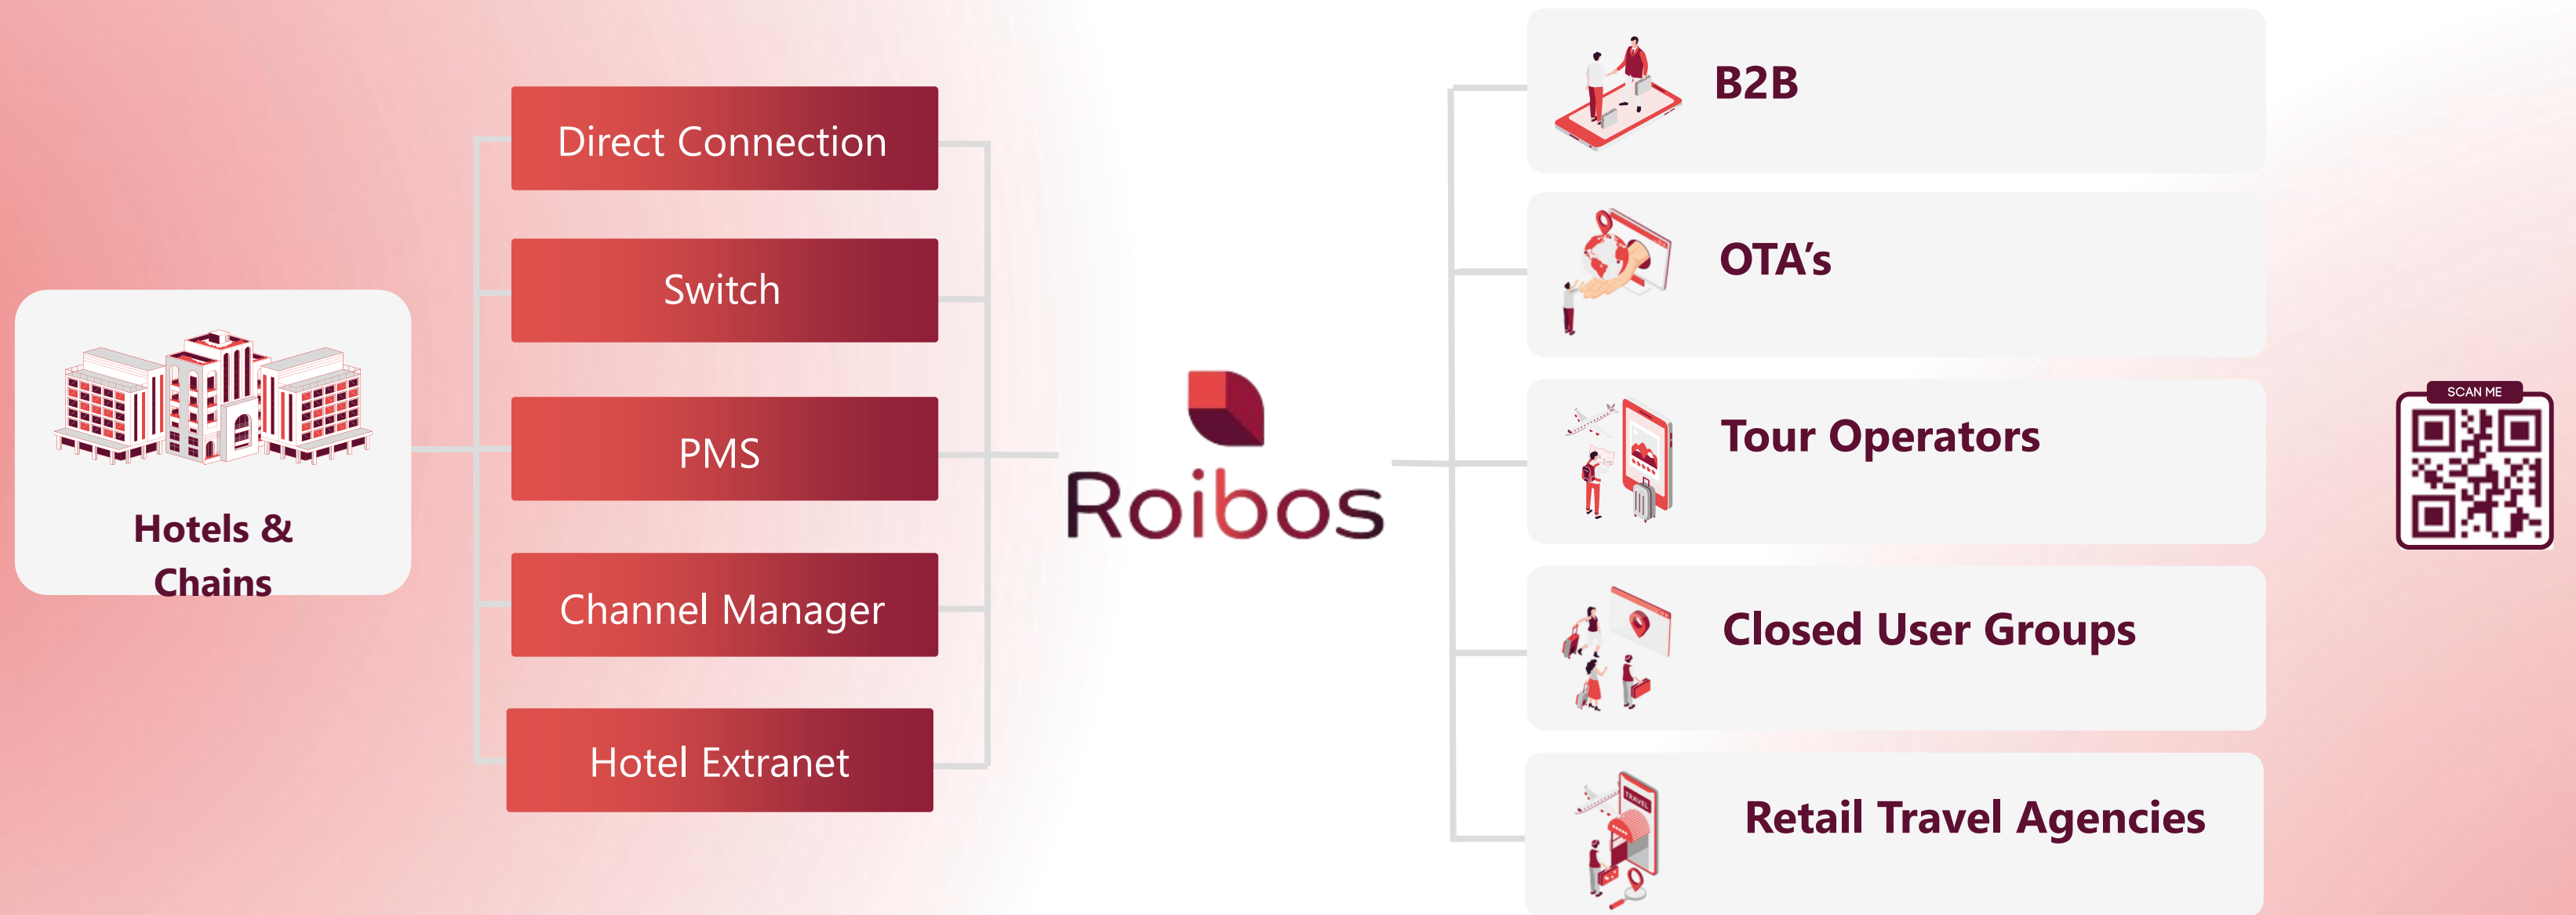 Hotels &
Chains
Direct Connection
Switch
PMS
Channel Manager
Hotel Extranet
Roibos
B2B
OTA’s
Tour Operators
Closed User Groups
TRAVEL
Retail Travel Agencies
SCAN ME